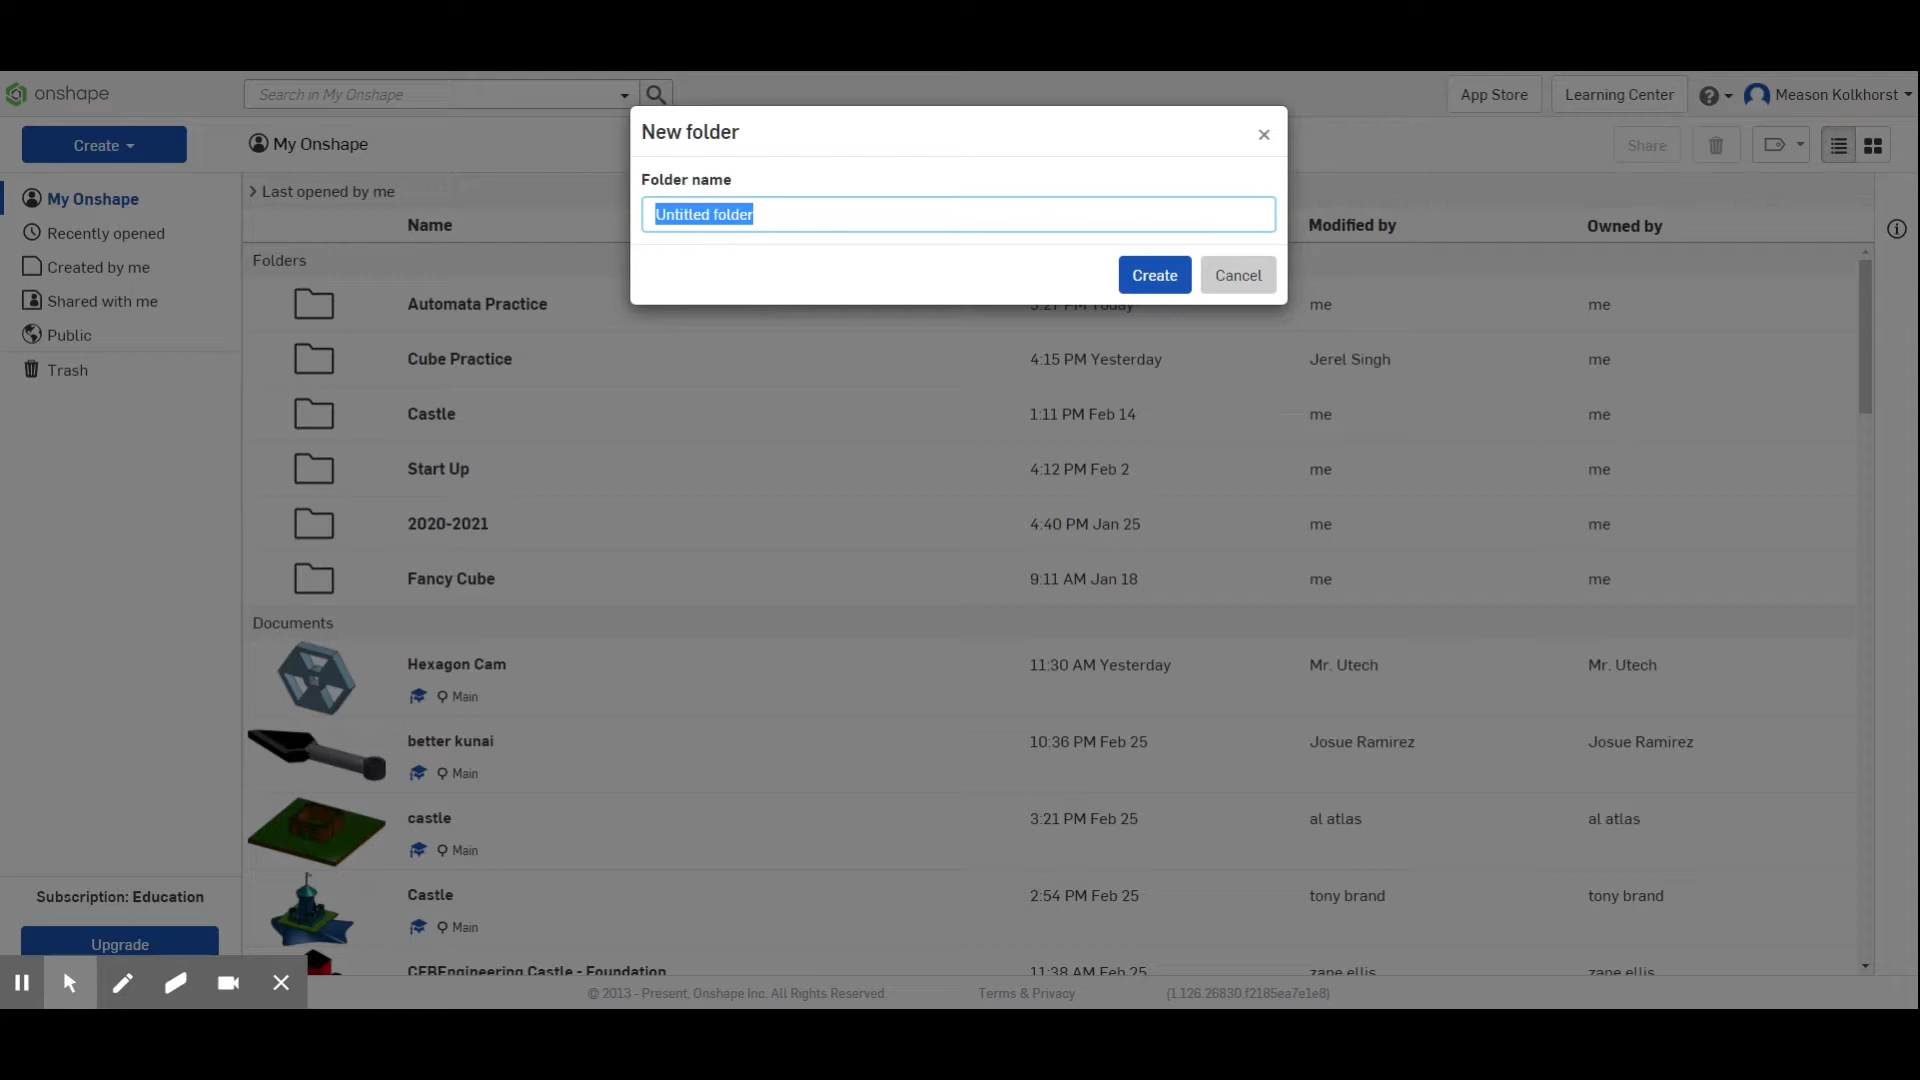 onshape
Search in My Onshape
App Store
Learning Center
Meason Kolkhorst
Create
My Onshape
Share
New folder
×
Folder name
Untitled folder
Create
Cancel
My Onshape
Recently opened
Created by me
Shared with me
Public
Trash
Last opened by me
Name
Modified by
Owned by
Folders
Automata Practice
3:27 PM Today
me
me
Cube Practice
4:15 PM Yesterday
Jerel Singh
me
Castle
1:11 PM Feb 14
me
me
Start Up
4:12 PM Feb 2
me
me
2020-2021
4:40 PM Jan 25
me
me
Fancy Cube
9:11 AM Jan 18
me
me
Documents
Hexagon Cam
Main
11:30 AM Yesterday
Mr. Utech
Mr. Utech
better kunai
Main
10:36 PM Feb 25
Josue Ramirez
Josue Ramirez
castle
Main
3:21 PM Feb 25
al atlas
al atlas
Castle
Main
2:54 PM Feb 25
tony brand
tony brand
CFBEngineering Castle - Foundation
11:38 AM Feb 25
zane ellis
zane ellis
Subscription: Education
Upgrade
© 2013 - Present, Onshape Inc. All Rights Reserved.
Terms & Privacy
(1.126.26830.f2185ea7e1e8)